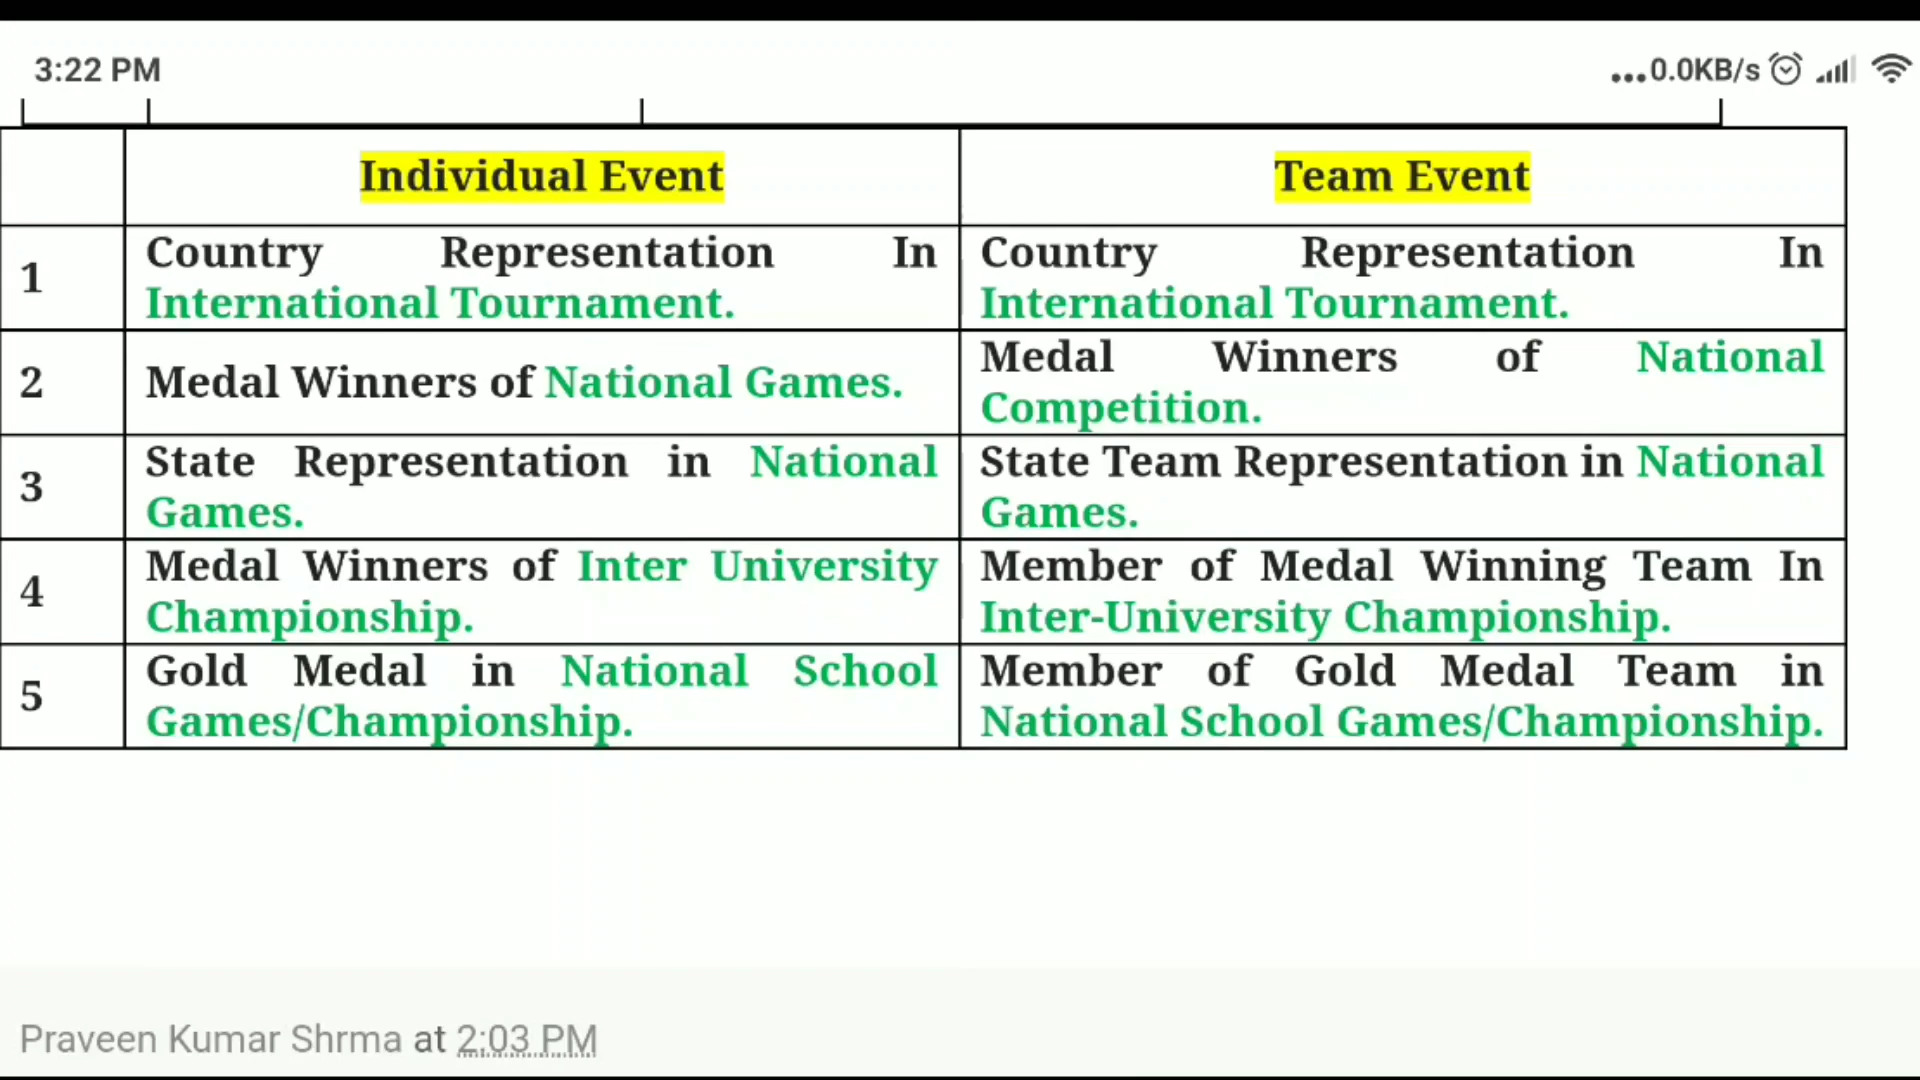 3:22 PM
...0.0KB/s
Individual Event
Team Event
1
Country Representation In
International Tournament.
Country Representation In
International Tournament.
2
Medal Winners of National Games.
Medal Winners of National
Competition.
3
State Representation in National
Games.
State Team Representation in National
Games.
4
Medal Winners of Inter University
Championship.
Member of Medal Winning Team In
Inter-University Championship.
5
Gold Medal in National School
Games/Championship.
Member of Gold Medal Team in
National School Games/Championship.
Praveen Kumar Shrma at 2:03 PM